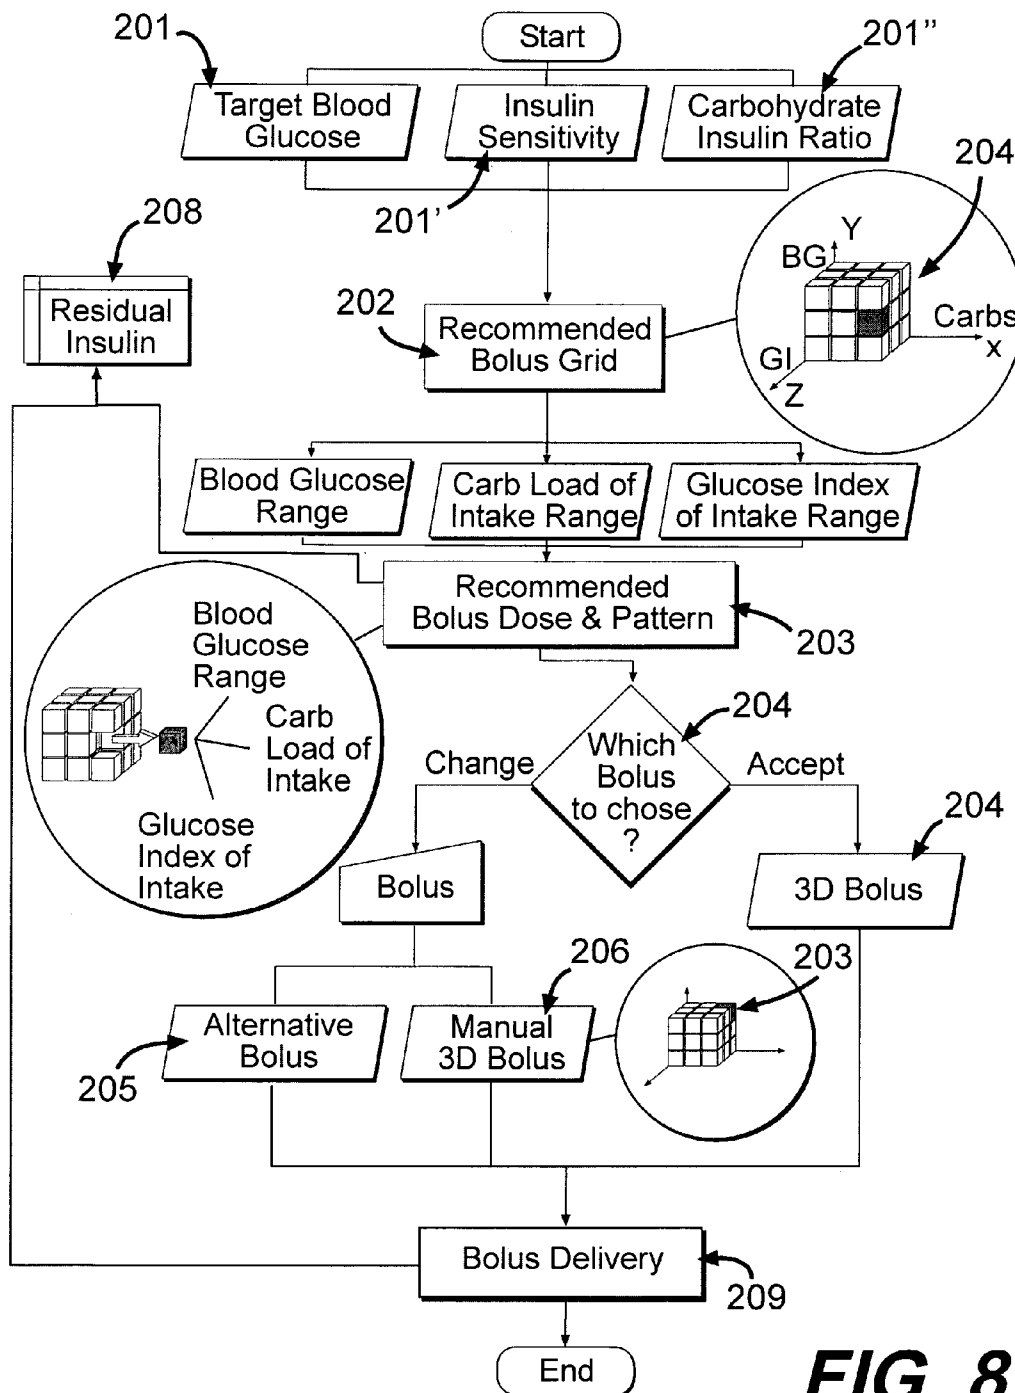 201
Start
201"
Target Blood
Glucose
Insulin
Sensitivity
Carbohydrate
Insulin Ratio
204
201'
208
Residual
Insulin
202
Recommended
Bolus Grid
Y
BG
Carbs
x
GI
Z
Blood Glucose
Range
Carb Load of
Intake Range
Glucose Index
of Intake Range
Recommended
Bolus Dose & Pattern
203
Blood
Glucose
Range
Carb
Load of
Intake
Glucose
Index of
Intake
204
Which
Bolus
to chose
?
Change
Accept
204
Bolus
3D Bolus
206
203
Alternative
Bolus
Manual
3D Bolus
205
Bolus Delivery
209
End
FIG. 8